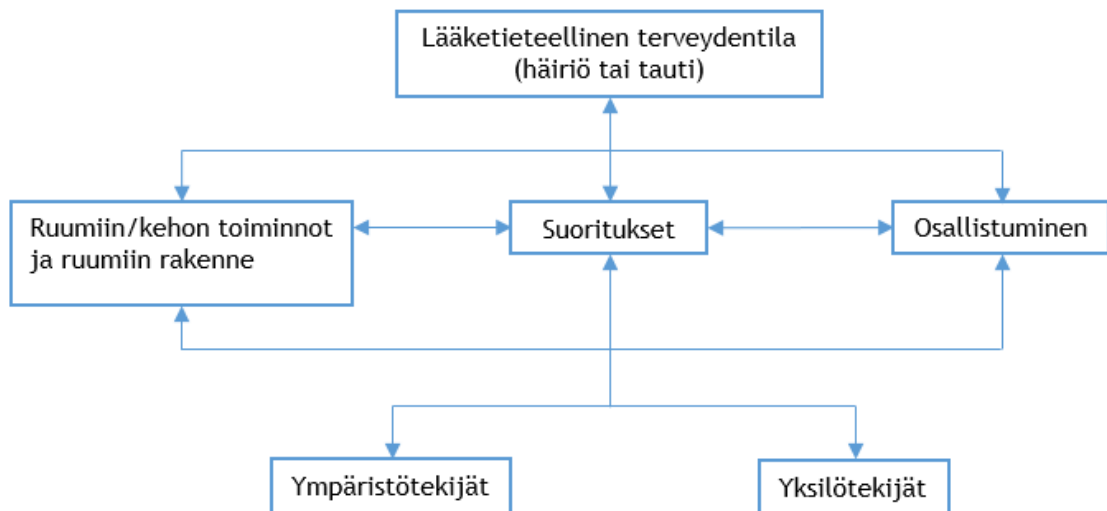 Lääketieteellinen terveydentila
(häiriö tai tauti)
Ruumiin/kehon toiminnot
ja ruumiin rakenne
Suoritukset
Osallistuminen
Ympäristötekijät
Yksilötekijät